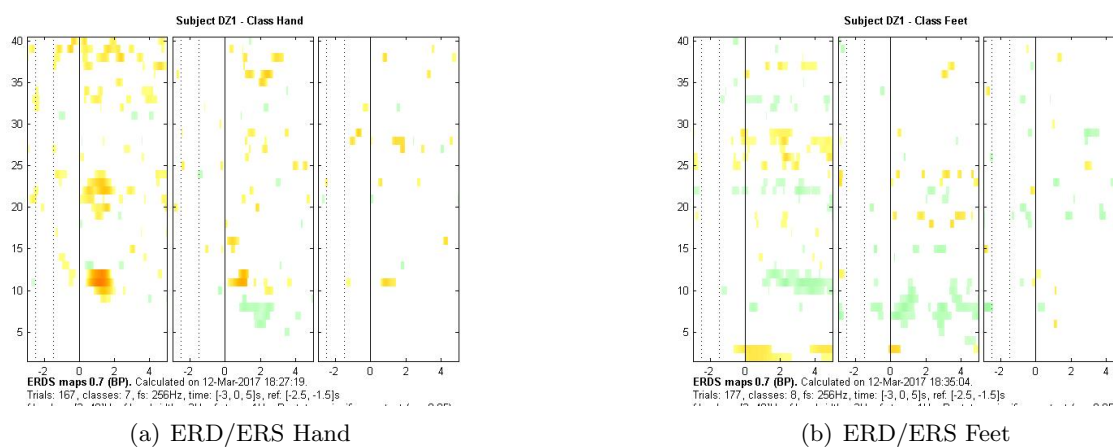 Subject DZ1 - Class Hand
40
35
30
25
20
15
10
5
-2 0 2 4
-2 0 2 4
-2 0 2 4
ERDS maps 0.7 (BP). Calculated on 12-Mar-2017 18:27:19.
Trials: 167, classes: 7, fs: 256Hz, time: [-3, 0, 5]s, ref: [-2.5, -1.5]s
(a) ERD/ERS Hand
Subject DZ1 - Class Feet
40
35
30
25
20
15
10
5
-2 0 2 4
-2 0 2 4
-2 0 2 4
ERDS maps 0.7 (BP). Calculated on 12-Mar-2017 18:35:04.
Trials: 177, classes: 8, fs: 256Hz, time: [-3, 0, 5]s, ref: [-2.5, -1.5]s
(b) ERD/ERS Feet